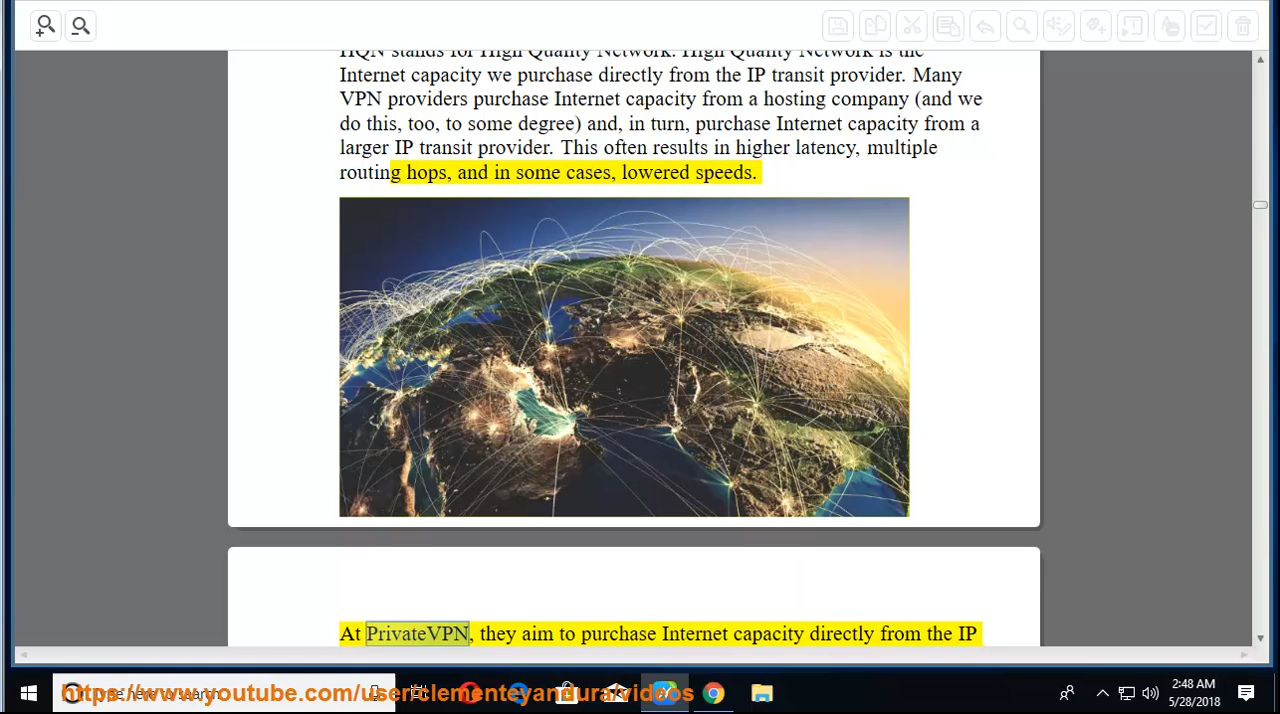 HQN stands for High Quality Network. High Quality Network is the
Internet capacity we purchase directly from the IP transit provider. Many
VPN providers purchase Internet capacity from a hosting company (and we
do this, too, to some degree) and, in turn, purchase Internet capacity from a
larger IP transit provider. This often results in higher latency, multiple
routing hops, and in some cases, lowered speeds.
At PrivateVPN, they aim to purchase Internet capacity directly from the IP
https://www.youtube.com/user/clementeyandura/videos
2:48 AM
5/28/2018